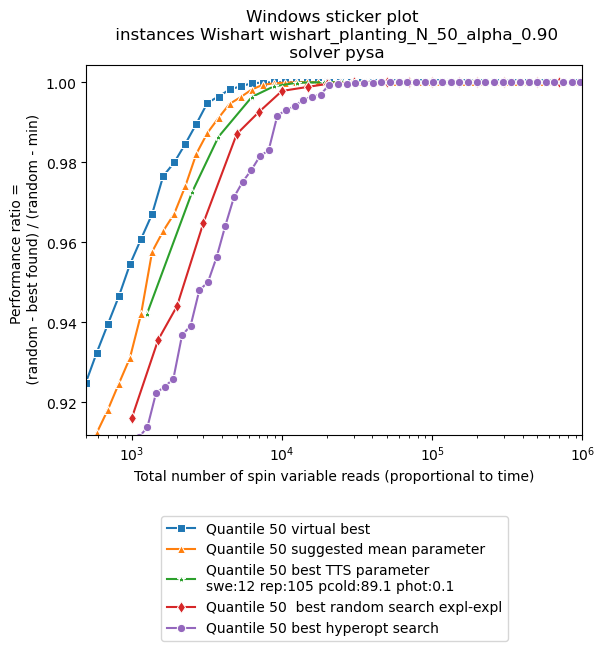 Windows sticker plot
instances Wishart wishart_planting_N_50_alpha_0.90
solver pysa
Performance ratio =
(random - best found) / (random - min)
1.00
0.98
0.96
0.94
0.92
10³
10⁴
10⁵
10⁶
Total number of spin variable reads (proportional to time)
Quantile 50 virtual best
Quantile 50 suggested mean parameter
Quantile 50 best TTS parameter
swe:12 rep:105 pcold:89.1 phot:0.1
Quantile 50  best random search expl-expl
Quantile 50 best hyperopt search